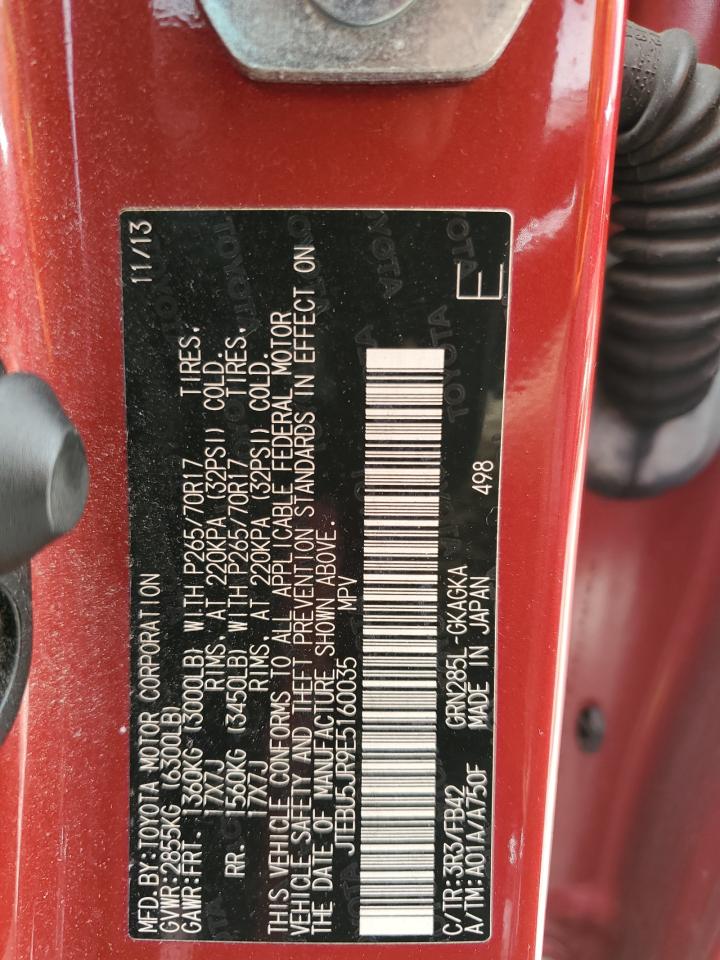 MFD.BY:TOYOTA MOTOR CORPORATION 11/13
GVWR:2855KG (6300LB)
GAWR:FRT. 1360KG (3000LB) WITH P265/70R17 TIRES,
17X7J RIMS, AT 220KPA (32PSI) COLD.
RR. 1560KG (3450LB) WITH P265/70R17 TIRES,
17X7J RIMS, AT 220KPA (32PSI) COLD.
THIS VEHICLE CONFORMS TO ALL APPLICABLE FEDERAL MOTOR
VEHICLE SAFETY AND THEFT PREVENTION STANDARDS IN EFFECT ON
THE DATE OF MANUFACTURE SHOWN ABOVE.
JTEBU5JR9E5160035 MPV
C/TR:3R3/FB42 GRN285L-GKAGKA
A/TM:A01A/A750F MADE IN JAPAN 498
E